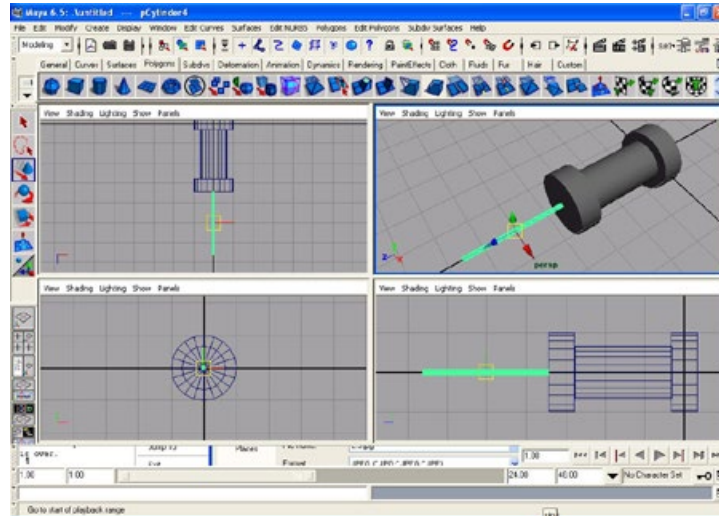 Maya 6.5: .\untitled --- pCylinder4
File Edit Modify Create Display Window Edit Curves Surfaces Edit NURBS Polygons Edit Polygons Subdiv Surfaces Help
Modeling
General Curves Surfaces Polygons Subdivs Deformation Animation Dynamics Rendering PaintEffects Cloth Fluids Fur Hair Custom
View Shading Lighting Show Panels
View Shading Lighting Show Panels
persp
View Shading Lighting Show Panels
View Shading Lighting Show Panels
is over.
Planes
Format
1.00
1.00 1.00 24.00 48.00 No Character Set
Go to start of playback range